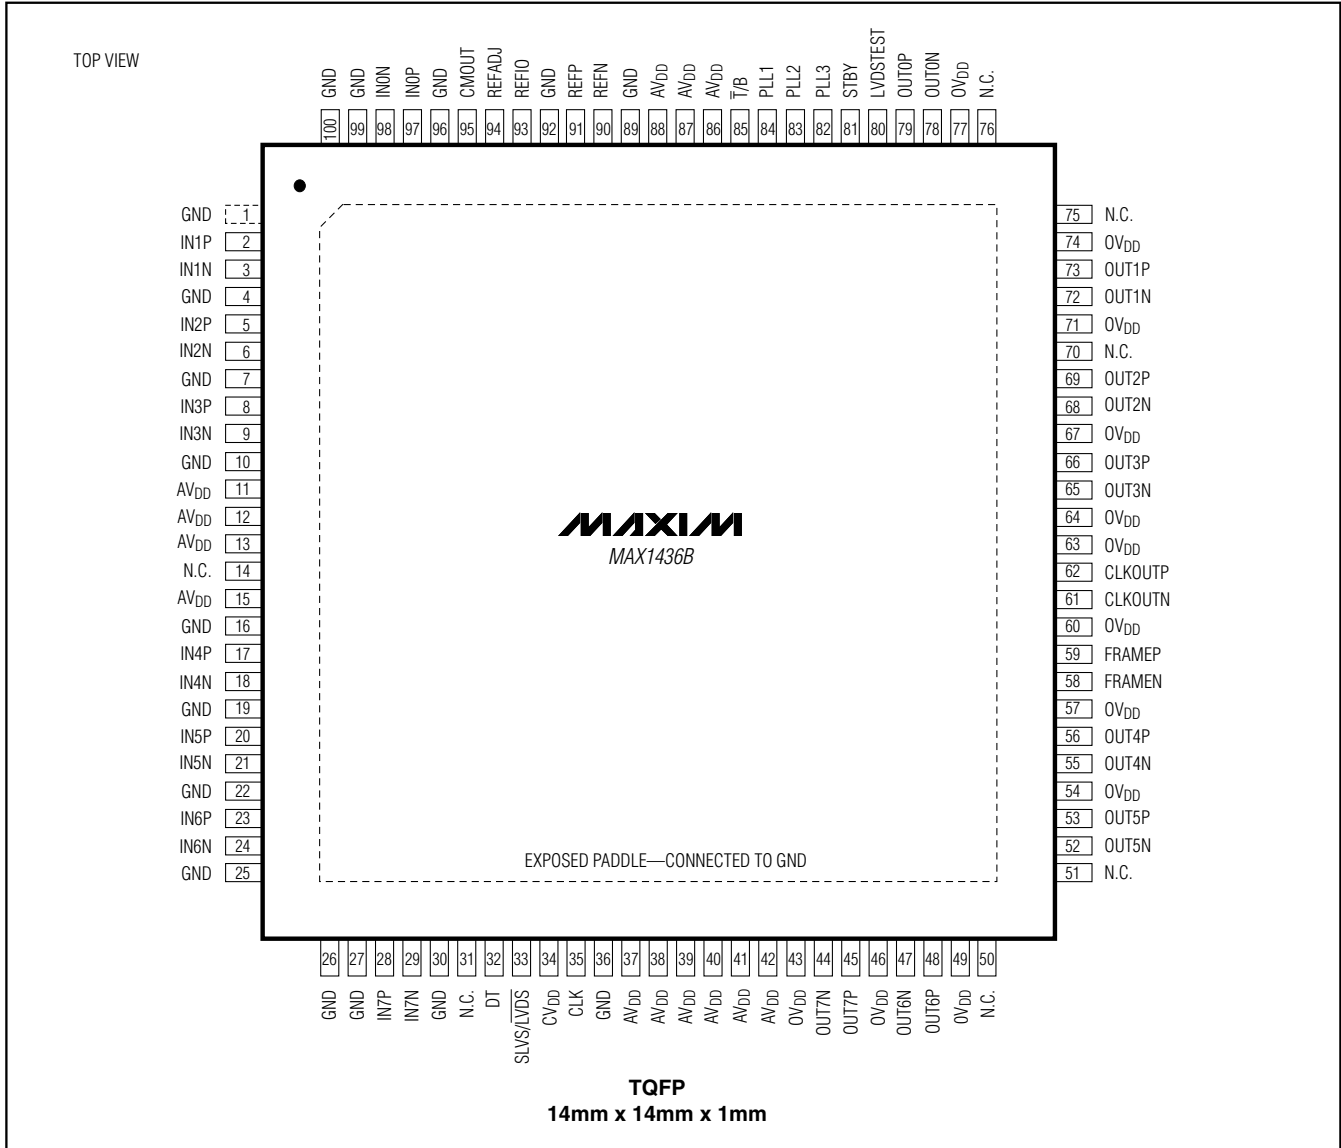 TOP VIEW
GND GND IN0N IN0P GND CMOUT REFADJ REFIO GND REFP REFN GND AVDD AVDD AVDD T̅/B PLL1 PLL2 PLL3 STBY LVDSTEST OUT0P OUT0N OVDD N.C.
100 99 98 97 96 95 94 93 92 91 90 89 88 87 86 85 84 83 82 81 80 79 78 77 76
GND 1 75 N.C.
IN1P 2 74 OVDD
IN1N 3 73 OUT1P
GND 4 72 OUT1N
IN2P 5 71 OVDD
IN2N 6 70 N.C.
GND 7 69 OUT2P
IN3P 8 68 OUT2N
IN3N 9 67 OVDD
GND 10 66 OUT3P
AVDD 11 65 OUT3N
AVDD 12 64 OVDD
AVDD 13 63 OVDD
N.C. 14 62 CLKOUTP
AVDD 15 61 CLKOUTN
GND 16 60 OVDD
IN4P 17 59 FRAMEP
IN4N 18 58 FRAMEN
GND 19 57 OVDD
IN5P 20 56 OUT4P
IN5N 21 55 OUT4N
GND 22 54 OVDD
IN6P 23 53 OUT5P
IN6N 24 52 OUT5N
GND 25 51 N.C.
MAXIM
MAX1436B
EXPOSED PADDLE—CONNECTED TO GND
26 27 28 29 30 31 32 33 34 35 36 37 38 39 40 41 42 43 44 45 46 47 48 49 50
GND GND IN7P IN7N GND N.C. DT S̅L̅V̅S̅/L̅V̅D̅S̅ CVDD CLK GND AVDD AVDD AVDD AVDD AVDD AVDD OVDD OUT7N OUT7P OVDD OUT6N OUT6P OVDD N.C.
TQFP
14mm x 14mm x 1mm